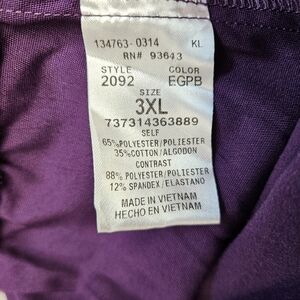 134763-0314 KL
RN# 93643
STYLE COLOR
2092 EGPB
SIZE
3XL
737314363889
SELF
65%POLYESTER/POLIESTER
35%COTTON/ALGODON
CONTRAST
88% POLYESTER/POLIESTER
12% SPANDEX/ELASTANO
MADE IN VIETNAM
HECHO EN VIETNAM